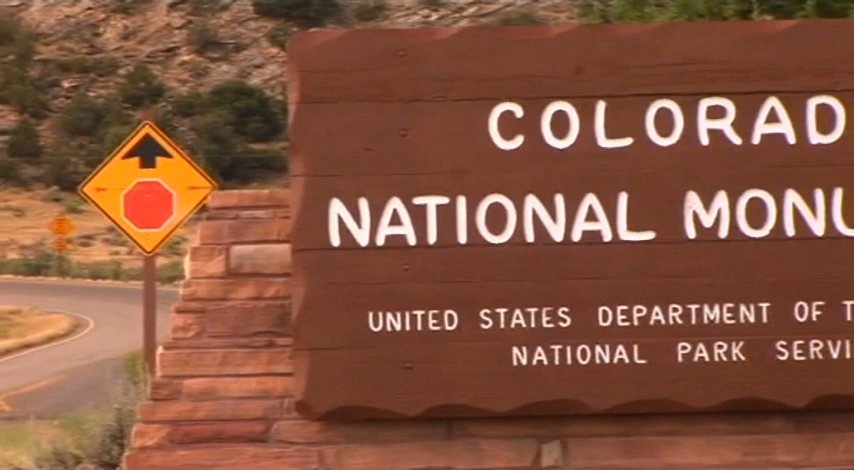 COLORAD
NATIONAL MONU
UNITED STATES DEPARTMENT OF T
NATIONAL PARK SERVI